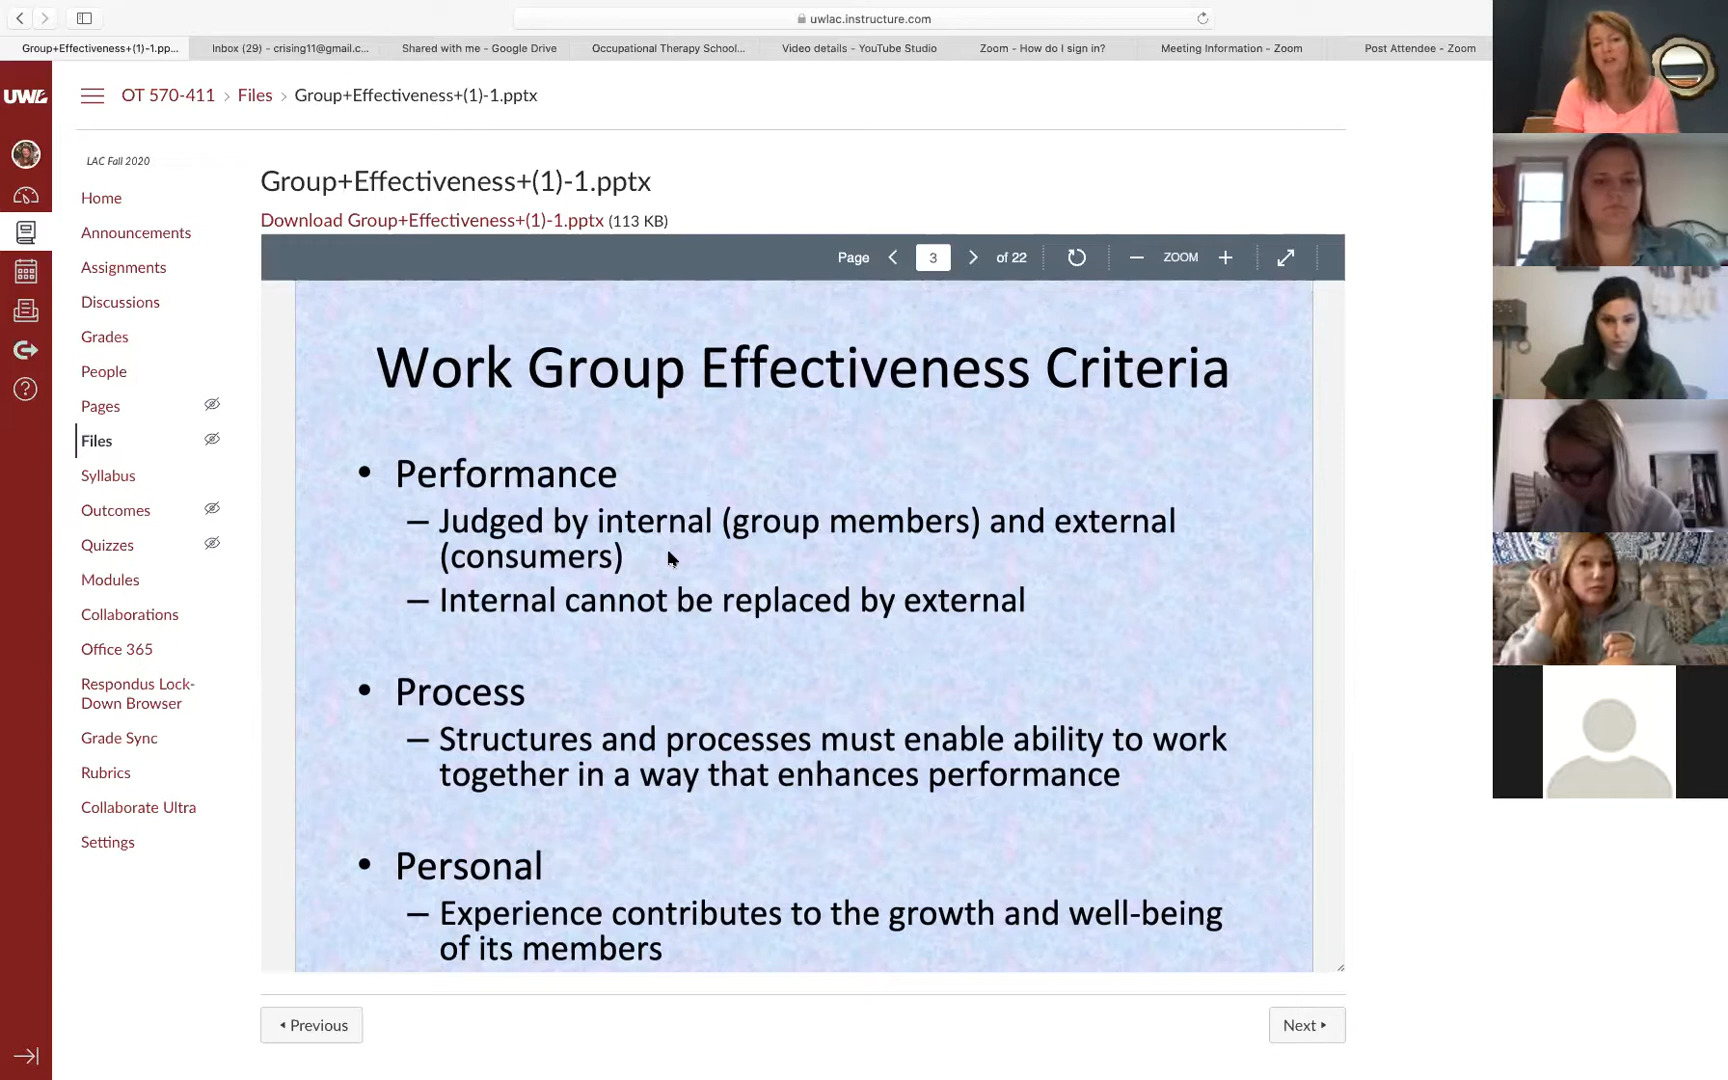 uwlac.instructure.com
Group+Effectiveness+(1)-1.pp...
Inbox (29) - crising11@gmail.c...
Shared with me - Google Drive
Occupational Therapy School...
Video details - YouTube Studio
Zoom - How do I sign in?
Meeting Information - Zoom
Post Attendee - Zoom
UWL
OT 570-411 › Files › Group+Effectiveness+(1)-1.pptx
LAC Fall 2020
Home
Announcements
Assignments
Discussions
Grades
People
Pages
Files
Syllabus
Outcomes
Quizzes
Modules
Collaborations
Office 365
Respondus Lock-
Down Browser
Grade Sync
Rubrics
Collaborate Ultra
Settings
Group+Effectiveness+(1)-1.pptx
Download Group+Effectiveness+(1)-1.pptx (113 KB)
Page 3 of 22 ZOOM
Work Group Effectiveness Criteria
• Performance
– Judged by internal (group members) and external
(consumers)
– Internal cannot be replaced by external
• Process
– Structures and processes must enable ability to work
together in a way that enhances performance
• Personal
– Experience contributes to the growth and well-being
of its members
Previous
Next